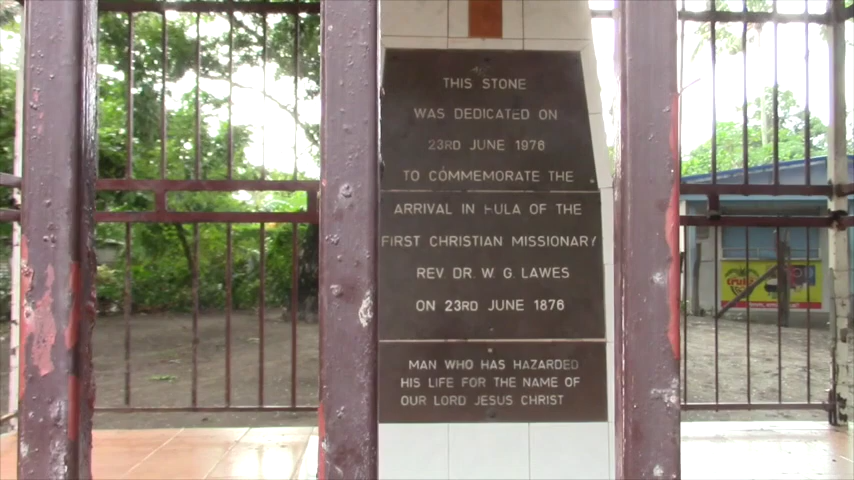 THIS STONE
WAS DEDICATED ON
23RD JUNE 1976
TO COMMEMORATE THE
ARRIVAL IN HULA OF THE
FIRST CHRISTIAN MISSIONARY
REV DR. W. G. LAWES
ON 23RD JUNE 1876
MAN WHO HAS HAZARDED
HIS LIFE FOR THE NAME OF
OUR LORD JESUS CHRIST